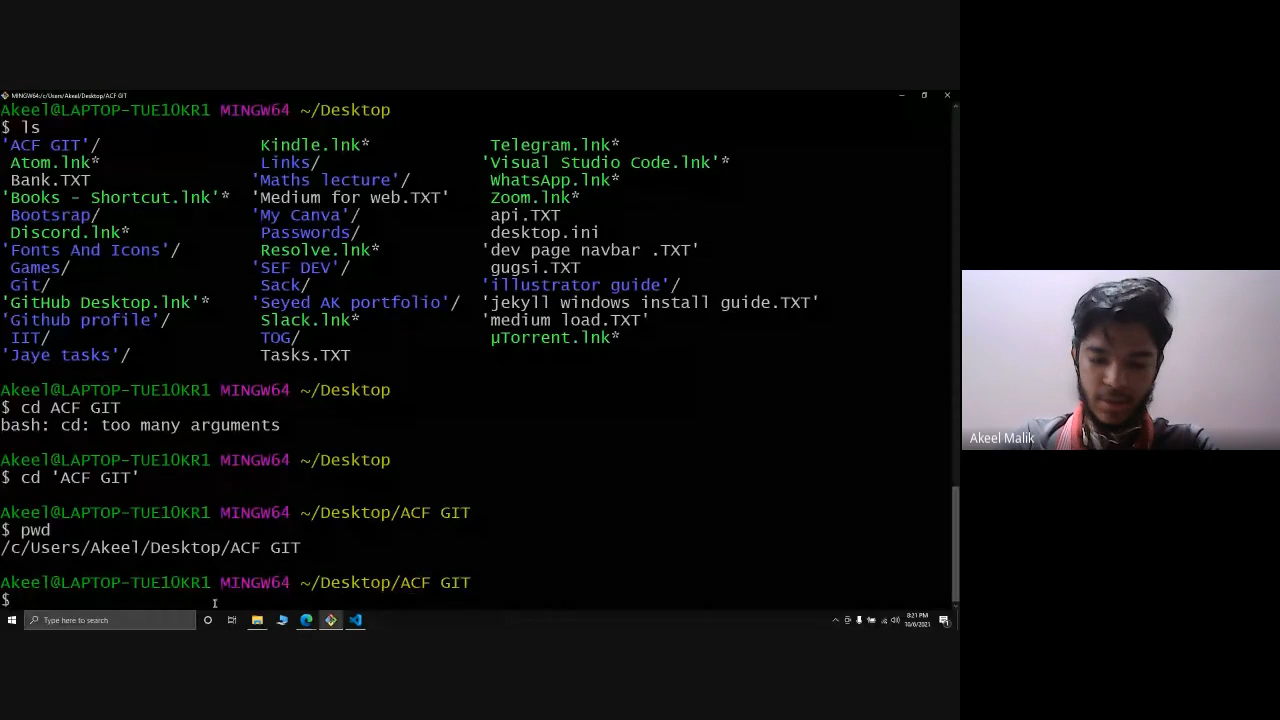 MINGW64:/c/Users/Akeel/Desktop/ACF GIT
Akeel@LAPTOP-TUE1OKR1 MINGW64 ~/Desktop
$ ls
'ACF GIT'/ Kindle.lnk* Telegram.lnk*
Atom.lnk* Links/ 'Visual Studio Code.lnk'*
Bank.TXT 'Maths lecture'/ WhatsApp.lnk*
'Books - Shortcut.lnk'* 'Medium for web.TXT' Zoom.lnk*
Bootsrap/ 'My Canva'/ api.TXT
Discord.lnk* Passwords/ desktop.ini
'Fonts And Icons'/ Resolve.lnk* 'dev page navbar .TXT'
Games/ 'SEF DEV'/ gugsi.TXT
Git/ Sack/ 'illustrator guide'/
'GitHub Desktop.lnk'* 'Seyed AK portfolio'/ 'jekyll windows install guide.TXT'
'Github profile'/ Slack.lnk* 'medium load.TXT'
IIT/ TOG/ µTorrent.lnk*
'Jaye tasks'/ Tasks.TXT
Akeel@LAPTOP-TUE1OKR1 MINGW64 ~/Desktop
$ cd ACF GIT
bash: cd: too many arguments
Akeel@LAPTOP-TUE1OKR1 MINGW64 ~/Desktop
$ cd 'ACF GIT'
Akeel@LAPTOP-TUE1OKR1 MINGW64 ~/Desktop/ACF GIT
$ pwd
/c/Users/Akeel/Desktop/ACF GIT
Akeel@LAPTOP-TUE1OKR1 MINGW64 ~/Desktop/ACF GIT
$
Type here to search
8:21 PM
10/6/2021
Akeel Malik